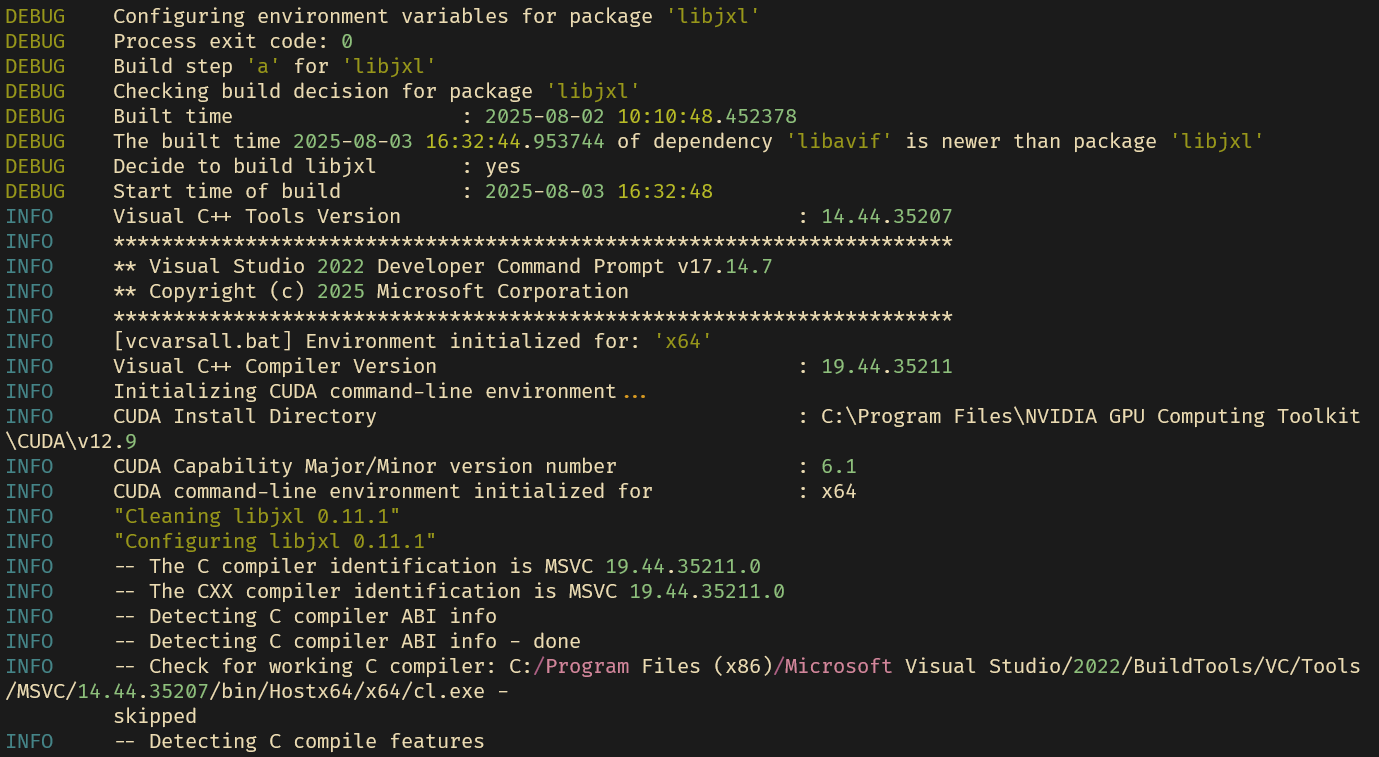 DEBUG    Configuring environment variables for package 'libjxl'
DEBUG    Process exit code: 0
DEBUG    Build step 'a' for 'libjxl'
DEBUG    Checking build decision for package 'libjxl'
DEBUG    Built time                   : 2025-08-02 10:10:48.452378
DEBUG    The built time 2025-08-03 16:32:44.953744 of dependency 'libavif' is newer than package 'libjxl'
DEBUG    Decide to build libjxl       : yes
DEBUG    Start time of build          : 2025-08-03 16:32:48
INFO     Visual C++ Tools Version                                 : 14.44.35207
INFO     **********************************************************************
INFO     ** Visual Studio 2022 Developer Command Prompt v17.14.7
INFO     ** Copyright (c) 2025 Microsoft Corporation
INFO     **********************************************************************
INFO     [vcvarsall.bat] Environment initialized for: 'x64'
INFO     Visual C++ Compiler Version                              : 19.44.35211
INFO     Initializing CUDA command-line environment...
INFO     CUDA Install Directory                                   : C:\Program Files\NVIDIA GPU Computing Toolkit
\CUDA\v12.9
INFO     CUDA Capability Major/Minor version number               : 6.1
INFO     CUDA command-line environment initialized for            : x64
INFO     "Cleaning libjxl 0.11.1"
INFO     "Configuring libjxl 0.11.1"
INFO     -- The C compiler identification is MSVC 19.44.35211.0
INFO     -- The CXX compiler identification is MSVC 19.44.35211.0
INFO     -- Detecting C compiler ABI info
INFO     -- Detecting C compiler ABI info - done
INFO     -- Check for working C compiler: C:/Program Files (x86)/Microsoft Visual Studio/2022/BuildTools/VC/Tools
/MSVC/14.44.35207/bin/Hostx64/x64/cl.exe -
         skipped
INFO     -- Detecting C compile features